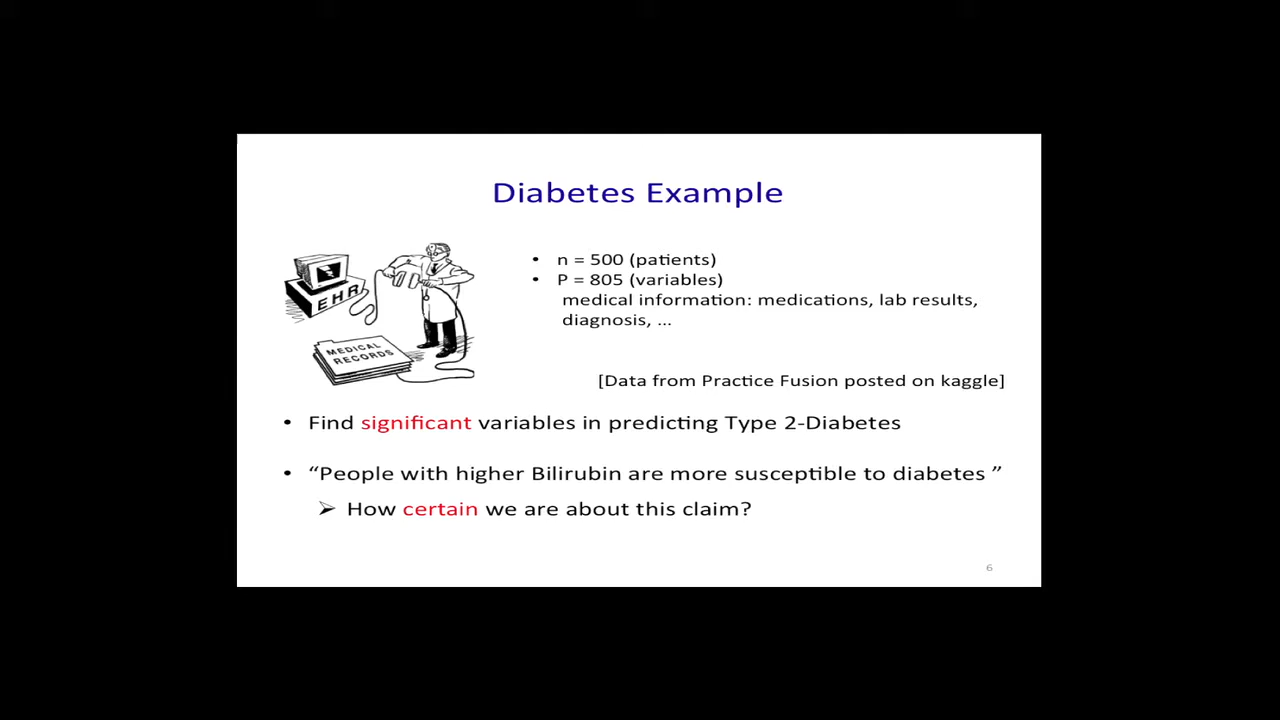 Diabetes Example
EHR
MEDICAL
RECORDS
• n = 500 (patients)
• P = 805 (variables)
medical information: medications, lab results,
diagnosis, ...
[Data from Practice Fusion posted on kaggle]
• Find significant variables in predicting Type 2-Diabetes
• “People with higher Bilirubin are more susceptible to diabetes ”
➢ How certain we are about this claim?
6